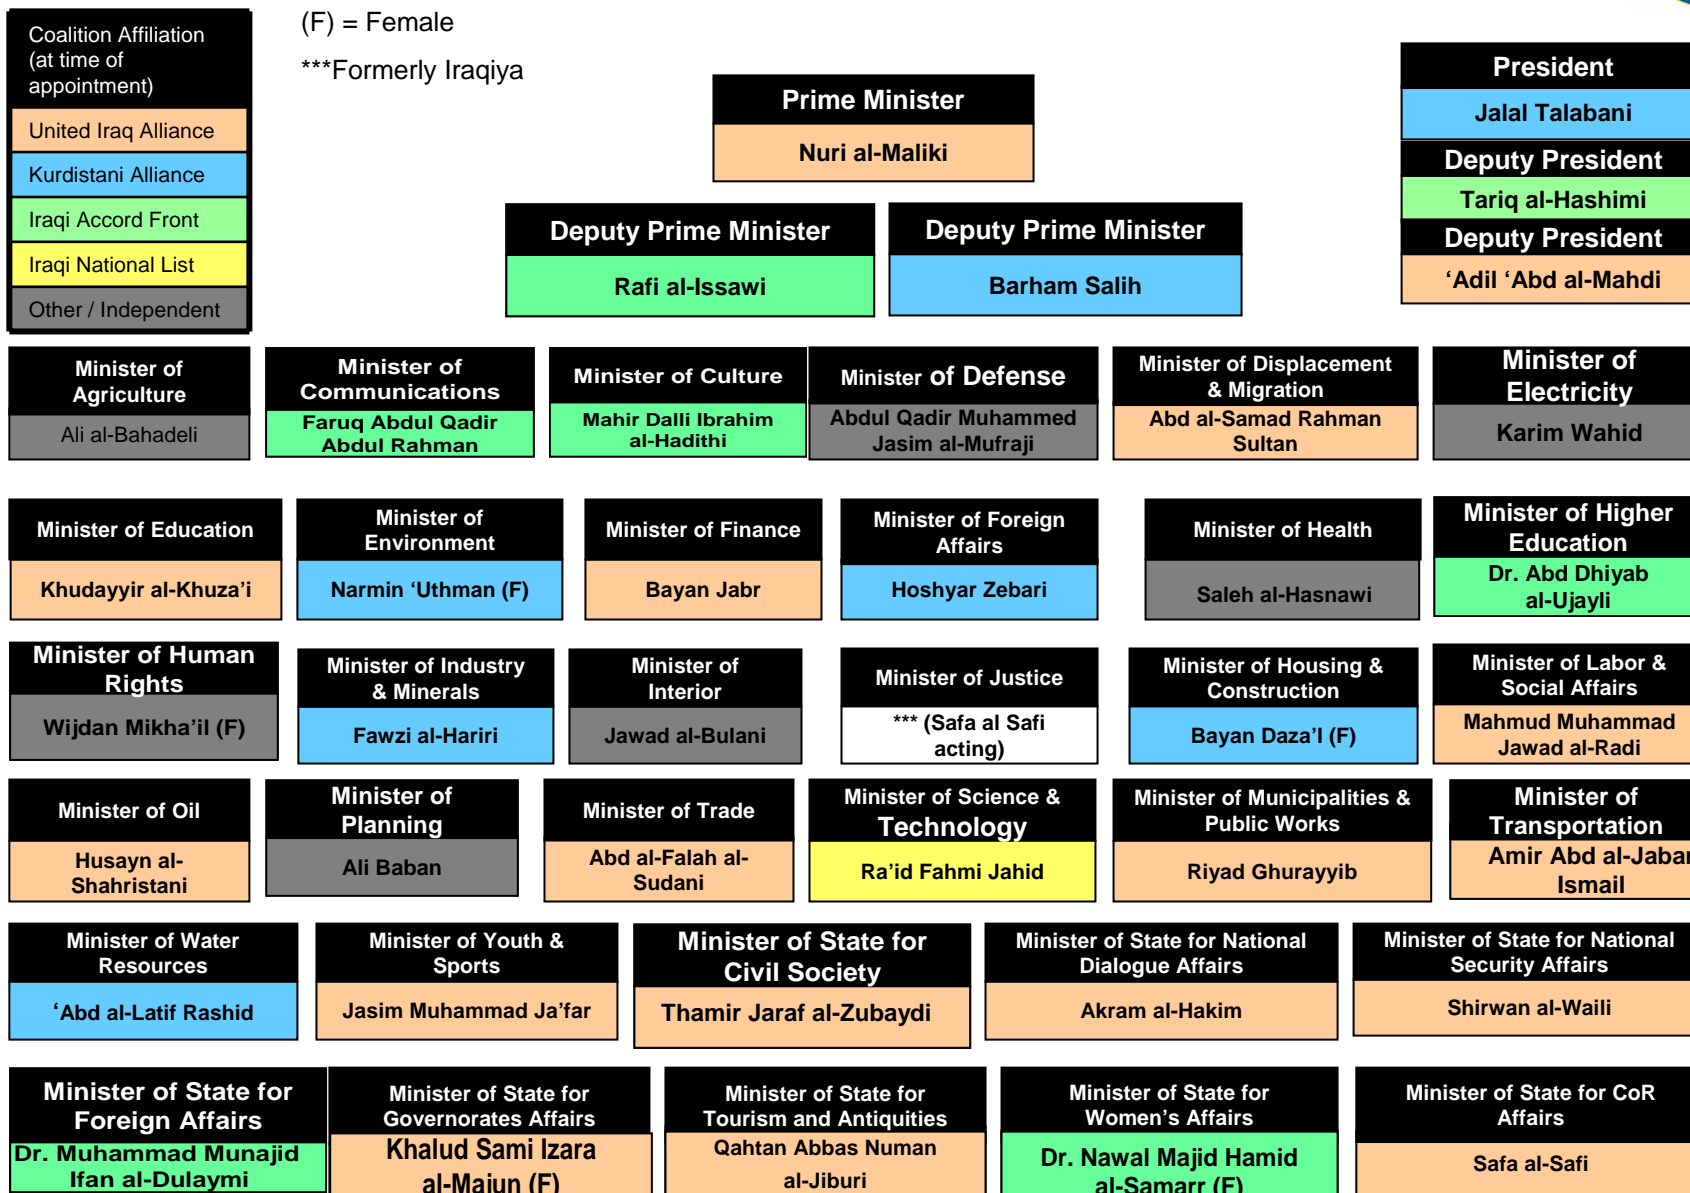 Coalition Affiliation
(at time of
appointment)
United Iraq Alliance
Kurdistani Alliance
Iraqi Accord Front
Iraqi National List
Other / Independent
(F) = Female
***Formerly Iraqiya
Prime Minister
Nuri al-Maliki
President
Jalal Talabani
Deputy President
Tariq al-Hashimi
Deputy President
‘Adil ‘Abd al-Mahdi
Deputy Prime Minister
Rafi al-Issawi
Deputy Prime Minister
Barham Salih
Minister of
Agriculture
Ali al-Bahadeli
Minister of
Communications
Faruq Abdul Qadir
Abdul Rahman
Minister of Culture
Mahir Dalli Ibrahim
al-Hadithi
Minister of Defense
Abdul Qadir Muhammed
Jasim al-Mufraji
Minister of Displacement
& Migration
Abd al-Samad Rahman
Sultan
Minister of
Electricity
Karim Wahid
Minister of Education
Khudayyir al-Khuza’i
Minister of
Environment
Narmin ‘Uthman (F)
Minister of Finance
Bayan Jabr
Minister of Foreign
Affairs
Hoshyar Zebari
Minister of Health
Saleh al-Hasnawi
Minister of Higher
Education
Dr. Abd Dhiyab
al-Ujayli
Minister of Human
Rights
Wijdan Mikha’il (F)
Minister of Industry
& Minerals
Fawzi al-Hariri
Minister of
Interior
Jawad al-Bulani
Minister of Justice
*** (Safa al Safi
acting)
Minister of Housing &
Construction
Bayan Daza’I (F)
Minister of Labor &
Social Affairs
Mahmud Muhammad
Jawad al-Radi
Minister of Oil
Husayn al-
Shahristani
Minister of
Planning
Ali Baban
Minister of Trade
Abd al-Falah al-
Sudani
Minister of Science &
Technology
Ra’id Fahmi Jahid
Minister of Municipalities &
Public Works
Riyad Ghurayyib
Minister of
Transportation
Amir Abd al-Jabar
Ismail
Minister of Water
Resources
‘Abd al-Latif Rashid
Minister of Youth &
Sports
Jasim Muhammad Ja’far
Minister of State for
Civil Society
Thamir Jaraf al-Zubaydi
Minister of State for National
Dialogue Affairs
Akram al-Hakim
Minister of State for National
Security Affairs
Shirwan al-Waili
Minister of State for
Foreign Affairs
Dr. Muhammad Munajid
Ifan al-Dulaymi
Minister of State for
Governorates Affairs
Khalud Sami Izara
al-Majun (F)
Minister of State for
Tourism and Antiquities
Qahtan Abbas Numan
al-Jiburi
Minister of State for
Women’s Affairs
Dr. Nawal Majid Hamid
al-Samarr (F)
Minister of State for CoR
Affairs
Safa al-Safi